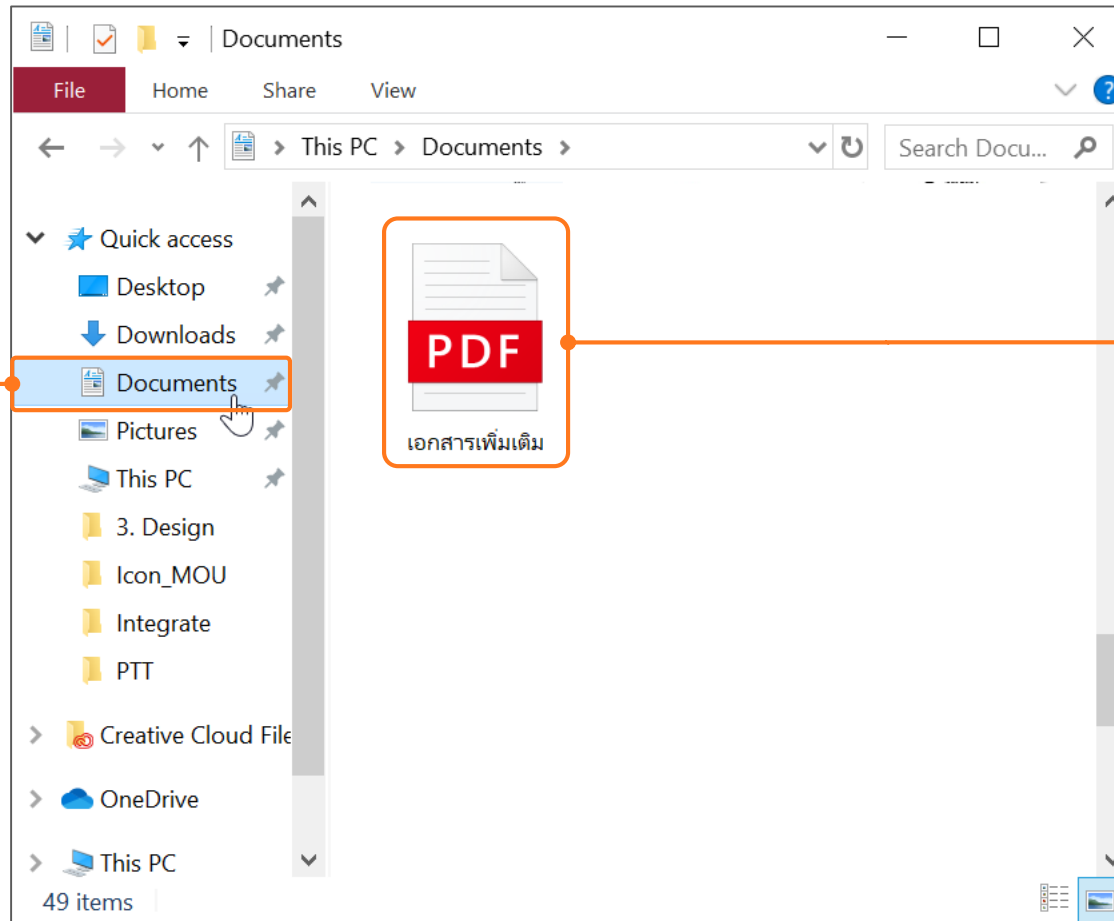 Documents
File Home Share View
?
This PC Documents
Search Docu...
Quick access
Desktop
Downloads
Documents
Pictures
This PC
3. Design
Icon_MOU
Integrate
PTT
Creative Cloud File
OneDrive
This PC
PDF
เอกสารเพิ่มเติม
49 items